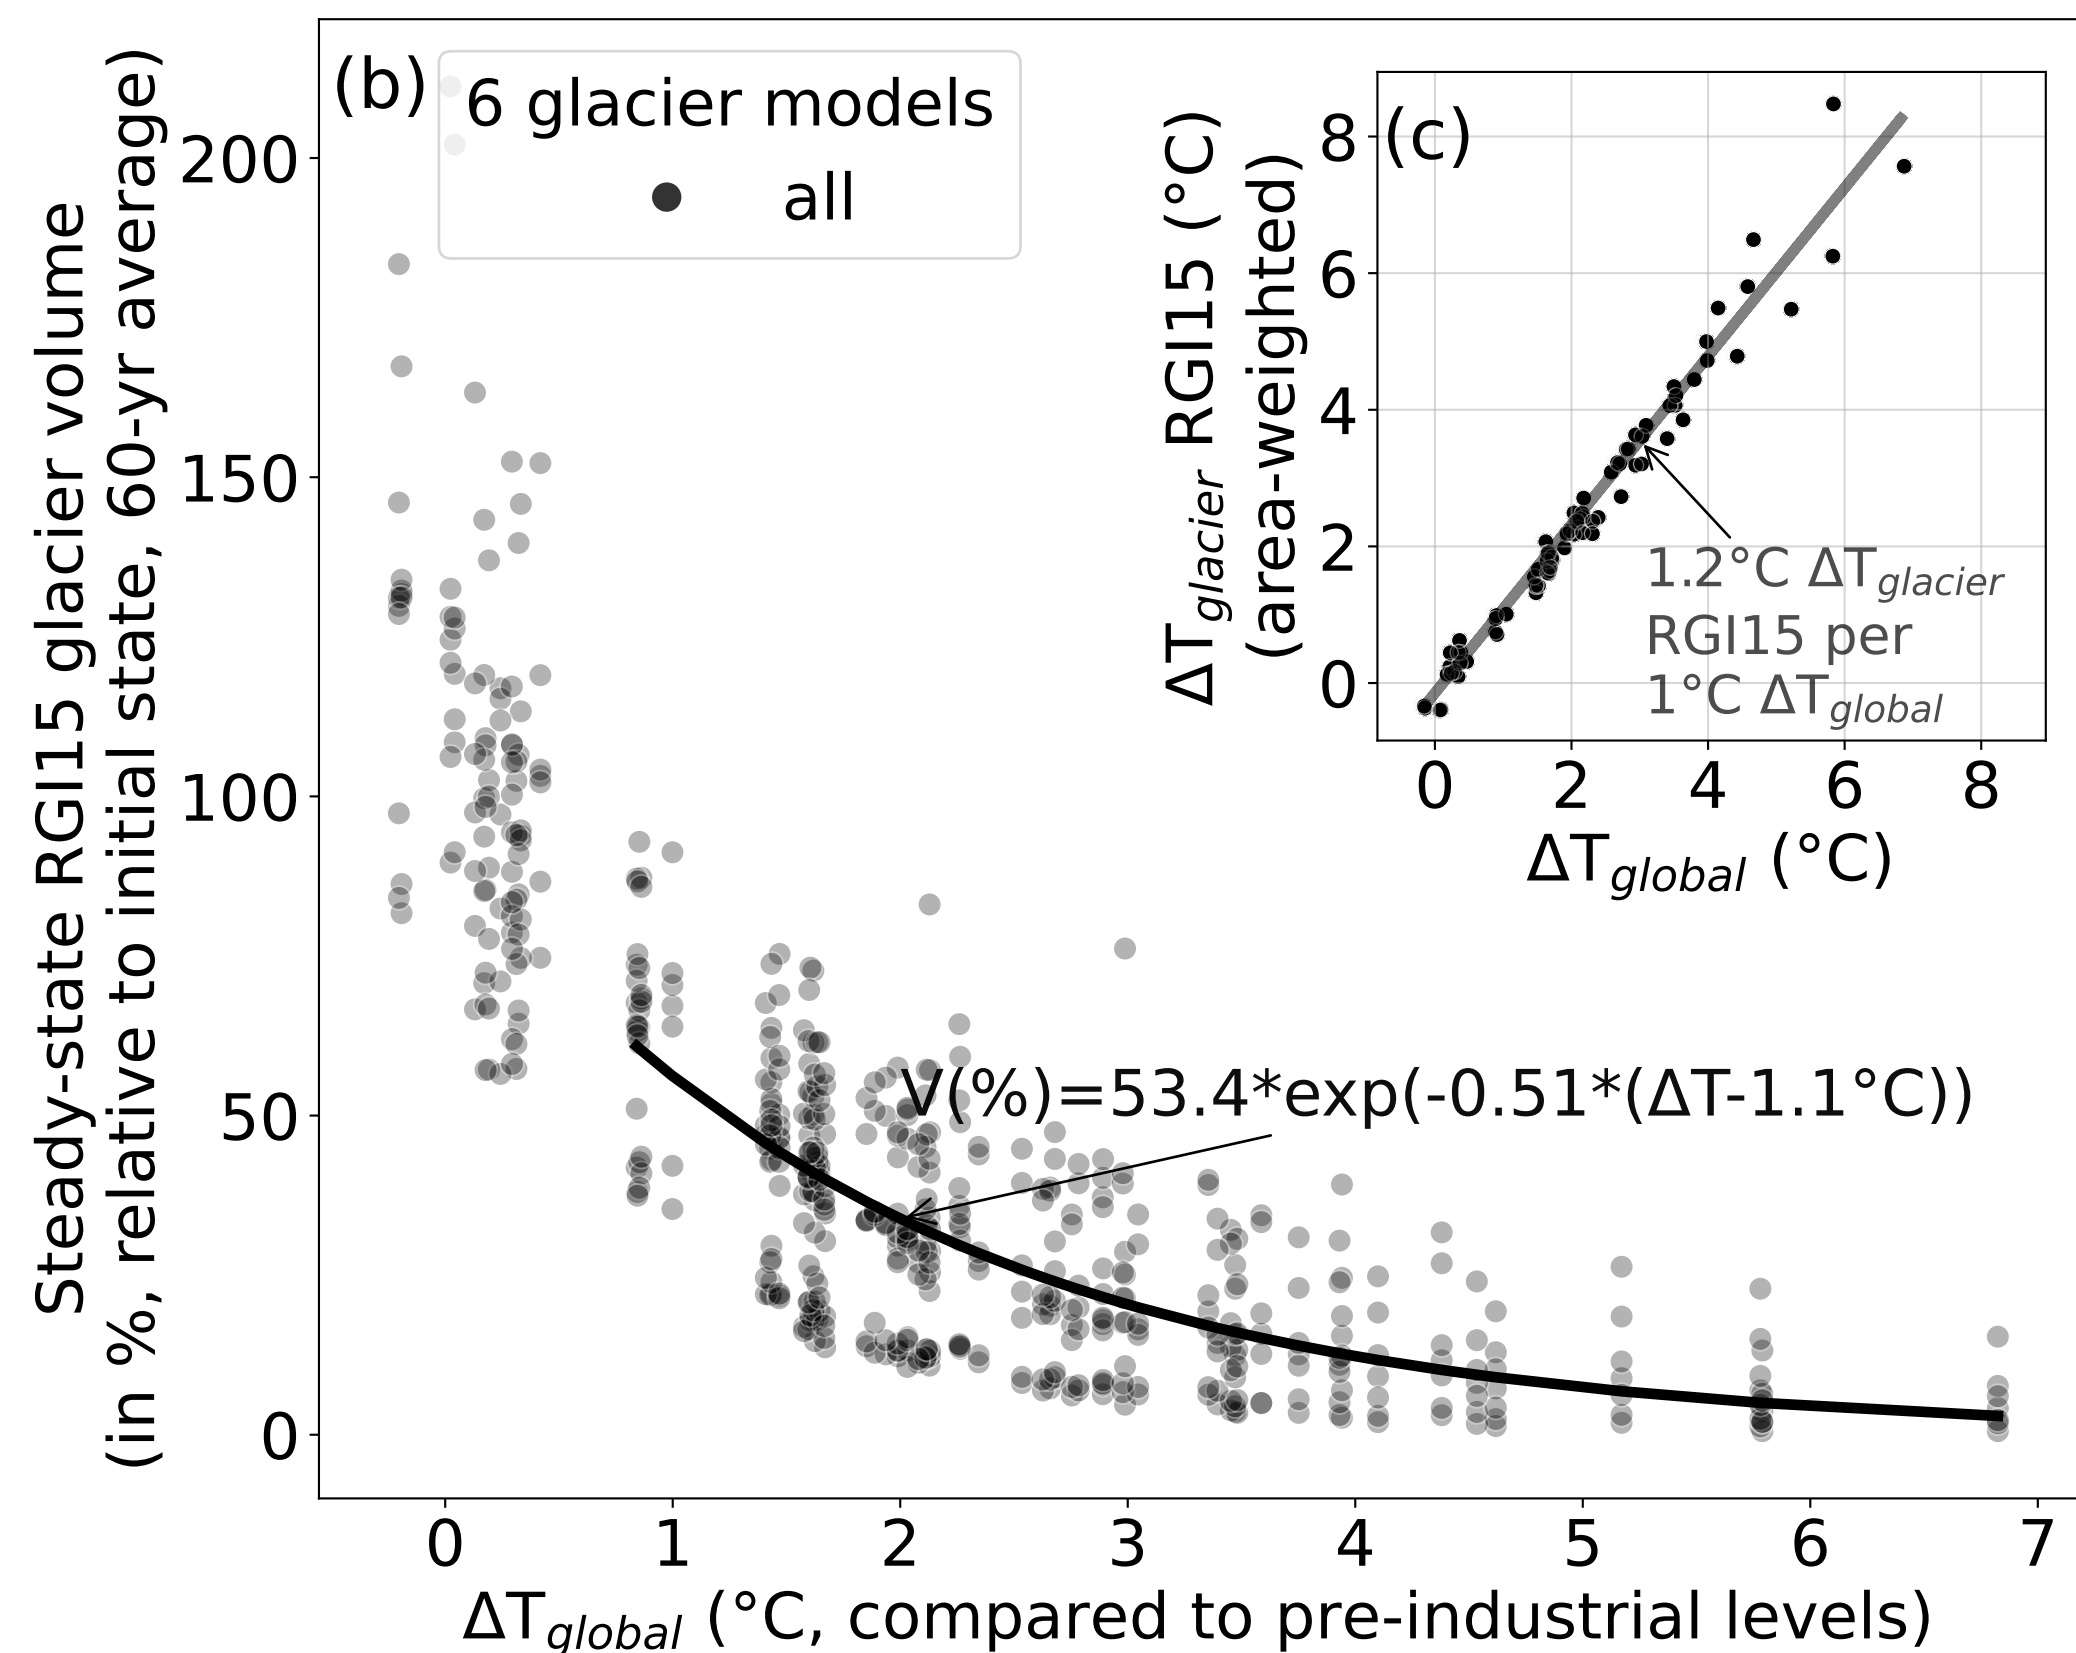 (b)
6 glacier models
all
Steady-state RGI15 glacier volume
(in %, relative to initial state, 60-yr average)
200
150
100
50
0
V(%)=53.4*exp(-0.51*(ΔT-1.1°C))
0 1 2 3 4 5 6 7
ΔTglobal (°C, compared to pre-industrial levels)
(c)
ΔTglacier RGI15 (°C)
(area-weighted)
8
6
4
2
0
1.2°C ΔTglacier
RGI15 per
1°C ΔTglobal
0 2 4 6 8
ΔTglobal (°C)